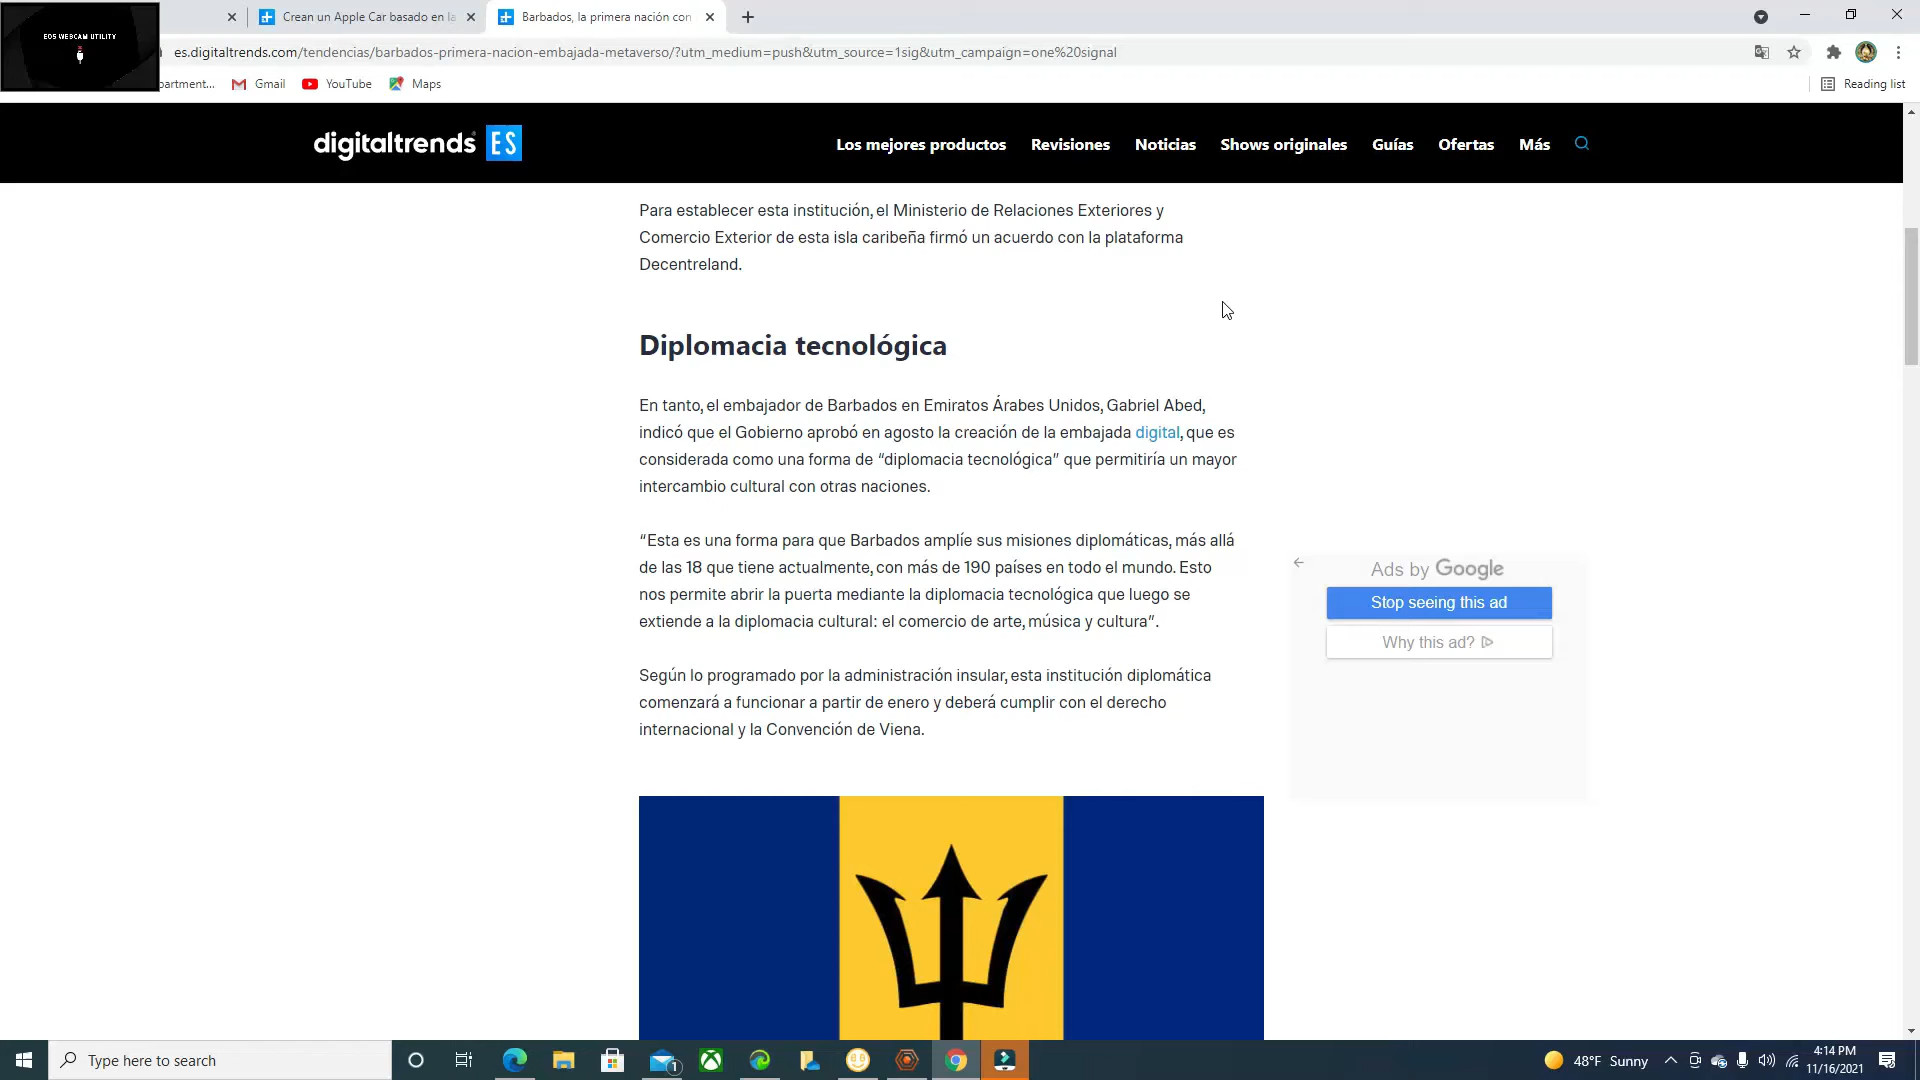 EOS WEBCAM UTILITY
Crean un Apple Car basado en la
Barbados, la primera nación con
es.digitaltrends.com/tendencias/barbados-primera-nacion-embajada-metaverso/?utm_medium=push&utm_source=1sig&utm_campaign=one%20signal
partment...
Gmail
YouTube
Maps
Reading list
digitaltrends ES
Los mejores productos
Revisiones
Noticias
Shows originales
Guías
Ofertas
Más
Para establecer esta institución, el Ministerio de Relaciones Exteriores y
Comercio Exterior de esta isla caribeña firmó un acuerdo con la plataforma
Decentreland.
Diplomacia tecnológica
En tanto, el embajador de Barbados en Emiratos Árabes Unidos, Gabriel Abed,
indicó que el Gobierno aprobó en agosto la creación de la embajada digital, que es
considerada como una forma de “diplomacia tecnológica” que permitiría un mayor
intercambio cultural con otras naciones.
“Esta es una forma para que Barbados amplíe sus misiones diplomáticas, más allá
de las 18 que tiene actualmente, con más de 190 países en todo el mundo. Esto
nos permite abrir la puerta mediante la diplomacia tecnológica que luego se
extiende a la diplomacia cultural: el comercio de arte, música y cultura”.
Según lo programado por la administración insular, esta institución diplomática
comenzará a funcionar a partir de enero y deberá cumplir con el derecho
internacional y la Convención de Viena.
Ads by Google
Stop seeing this ad
Why this ad?
Type here to search
1
48°F Sunny
4:14 PM
11/16/2021